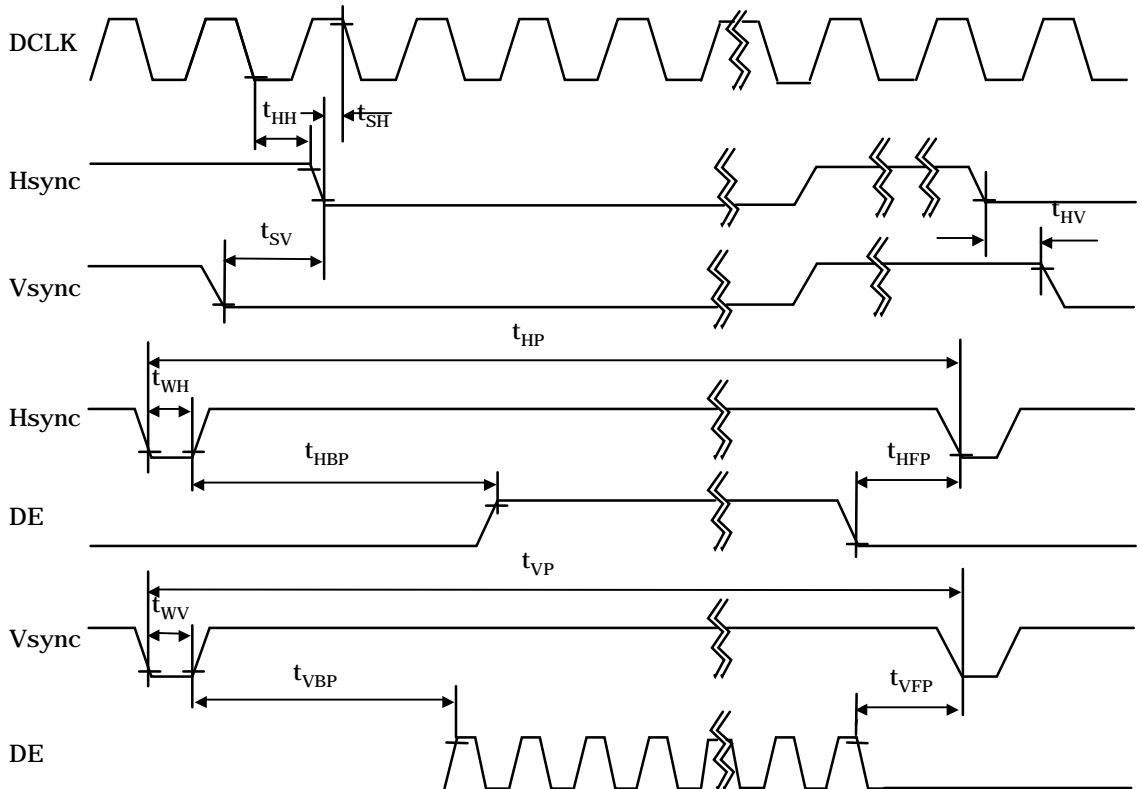 DCLK
tHH
tSH
Hsync
tHV
tSV
Vsync
tHP
tWH
Hsync
tHBP
tHFP
DE
tVP
tWV
Vsync
tVBP
tVFP
DE